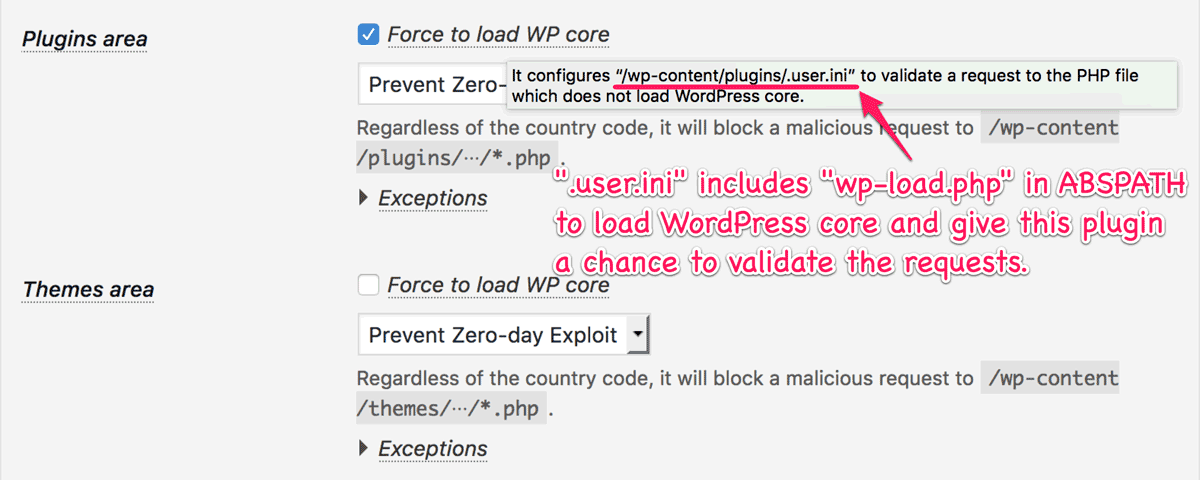 Plugins area
Force to load WP core
Prevent Zero-
It configures “/wp-content/plugins/.user.ini” to validate a request to the PHP file
which does not load WordPress core.
Regardless of the country code, it will block a malicious request to /wp-content
/plugins/···/*.php .
Exceptions
".user.ini" includes "wp-load.php" in ABSPATH
to load WordPress core and give this plugin
a chance to validate the requests.
Themes area
Force to load WP core
Prevent Zero-day Exploit
Regardless of the country code, it will block a malicious request to /wp-content
/themes/···/*.php .
Exceptions